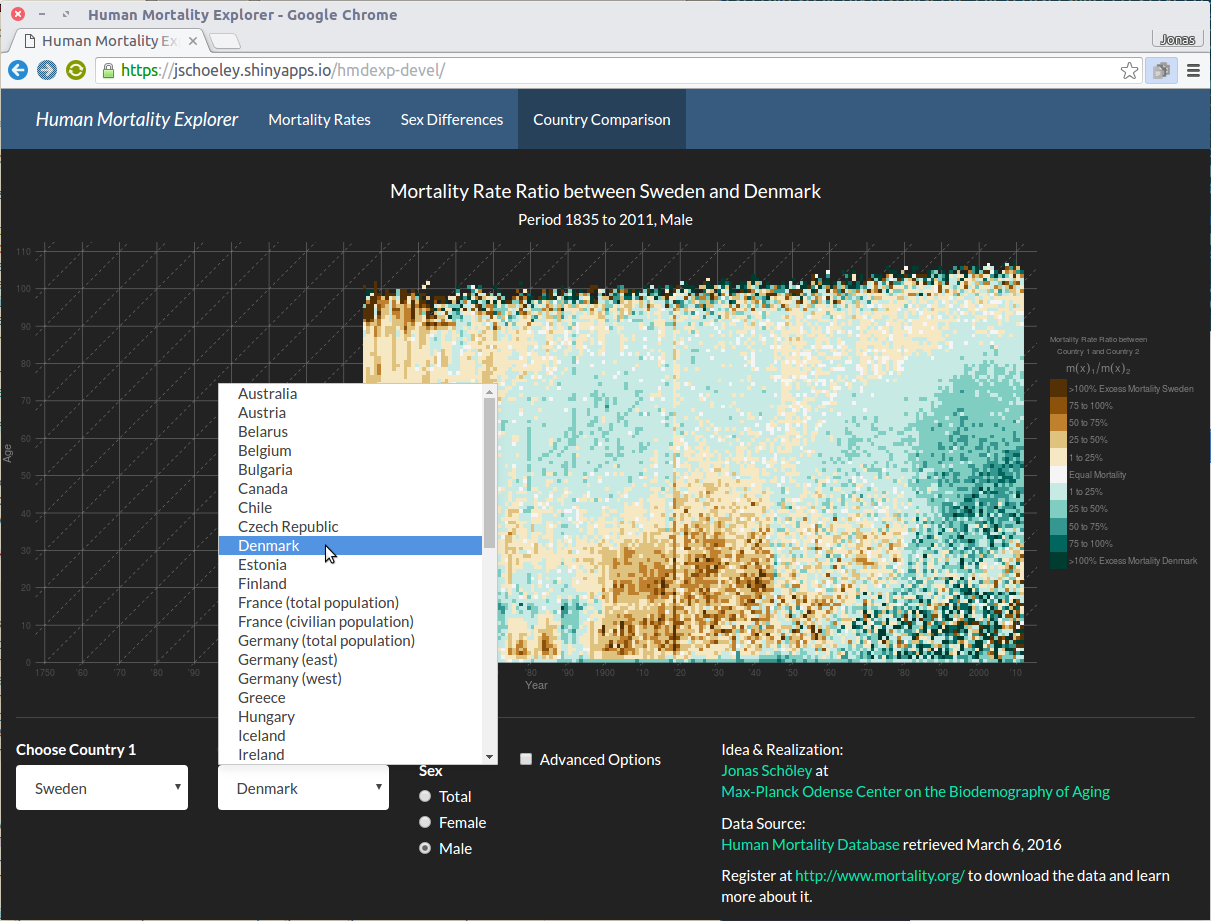 Human Mortality Explorer - Google Chrome
Human Mortality Ex
Jonas
https://jschoeley.shinyapps.io/hmdexp-devel/
Human Mortality Explorer Mortality Rates Sex Differences Country Comparison
Mortality Rate Ratio between Sweden and Denmark
Period 1835 to 2011, Male
110
100
90
80
70
60
50
40
30
20
10
0
Age
1750 '60 '70 '80 '90 '80 '90 1900 '10 '20 '30 '40 '50 '60 '70 '80 '90 2000 '10
Year
Mortality Rate Ratio between
Country 1 and Country 2
m(x)₁/m(x)₂
>100% Excess Mortality Sweden
75 to 100%
50 to 75%
25 to 50%
1 to 25%
Equal Mortality
1 to 25%
25 to 50%
50 to 75%
75 to 100%
>100% Excess Mortality Denmark
Australia
Austria
Belarus
Belgium
Bulgaria
Canada
Chile
Czech Republic
Denmark
Estonia
Finland
France (total population)
France (civilian population)
Germany (total population)
Germany (east)
Germany (west)
Greece
Hungary
Iceland
Ireland
Choose Country 1
Sweden
Denmark
Sex
Total
Female
Male
Advanced Options
Idea & Realization:
Jonas Schöley at
Max-Planck Odense Center on the Biodemography of Aging
Data Source:
Human Mortality Database retrieved March 6, 2016
Register at http://www.mortality.org/ to download the data and learn
more about it.